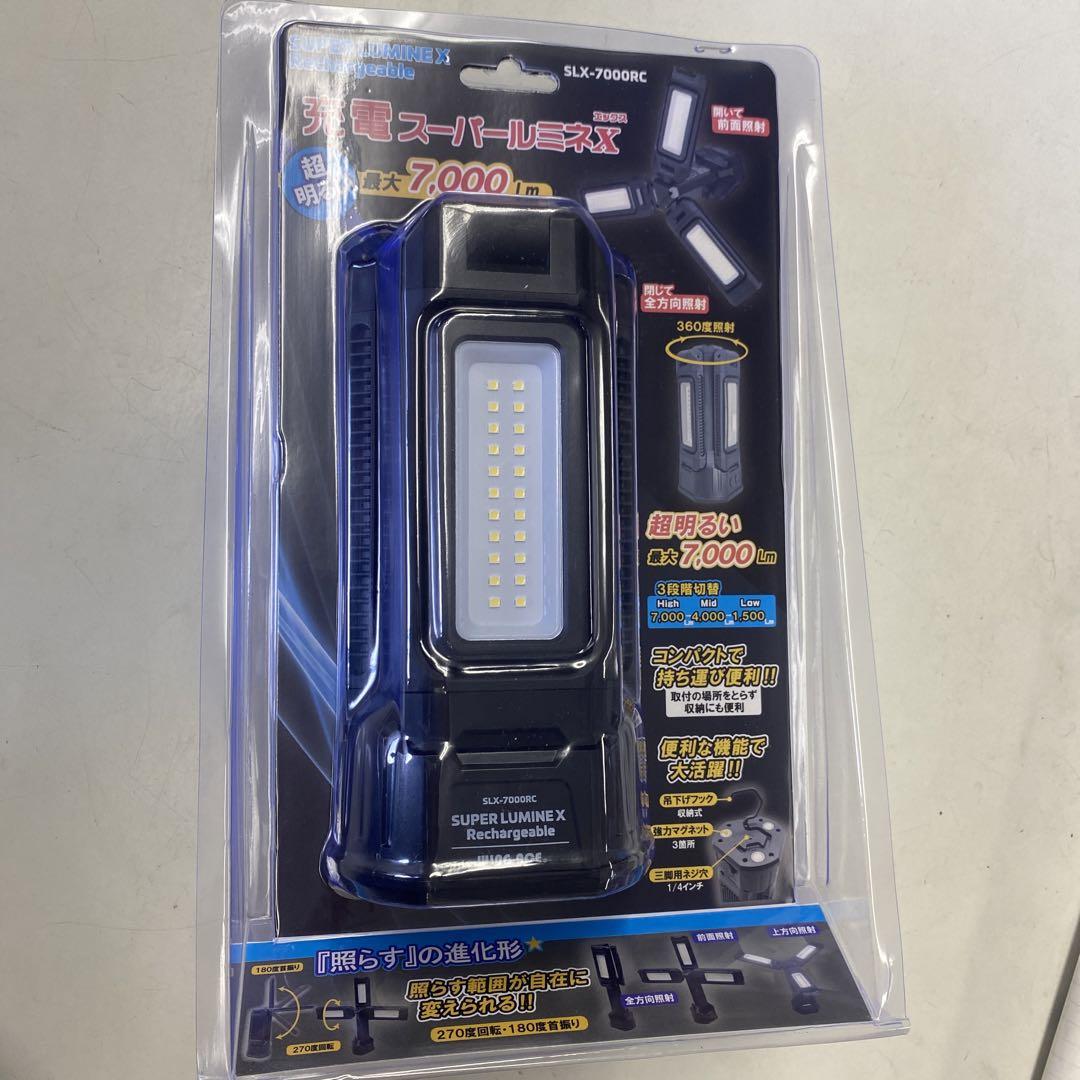 SUPER LUMINE X
Rechargeable
SLX-7000RC
エックス
充電スーパールミネX
超明るい
最大7,000Lm
開いて
前面照射
閉じて
全方向照射
360度照射
超明るい
最大7,000Lm
3段階切替
High Mid Low
7,000Lm 4,000Lm 1,500Lm
コンパクトで
持ち運び便利!!
取付の場所をとらず
収納にも便利
便利な機能で
大活躍!!
吊下げフック
収納式
強力マグネット
3箇所
三脚用ネジ穴
1/4インチ
SLX-7000RC
SUPER LUMINE X
Rechargeable
WING ACE
『照らす』の進化形
180度首振り
270度回転
照らす範囲が自在に
変えられる!!
270度回転・180度首振り
全方向照射
前面照射
上方向照射